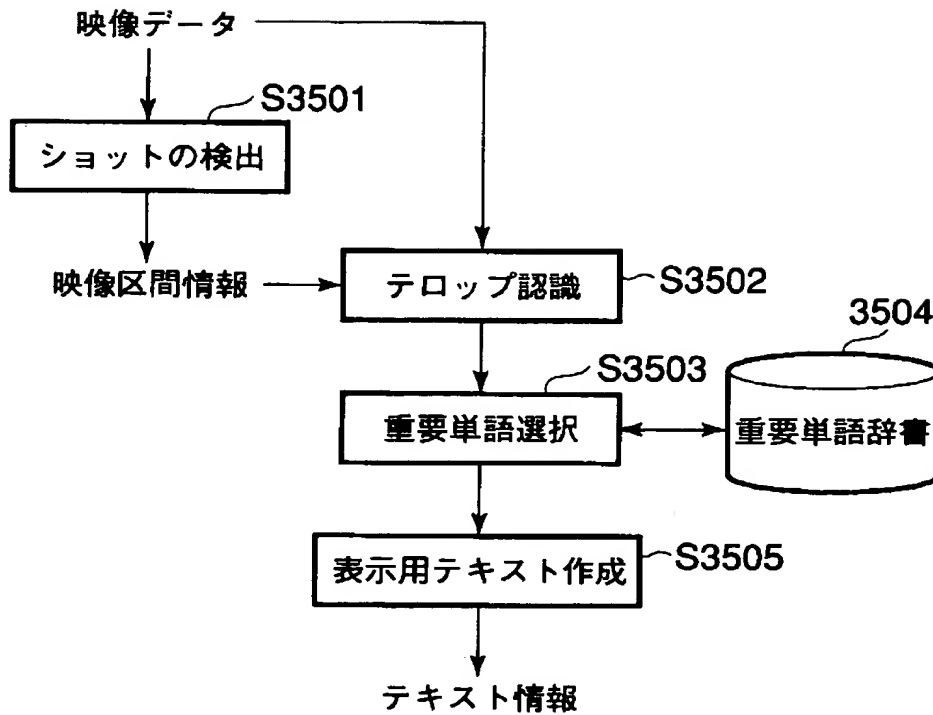 映像データ
S3501
ショットの検出
映像区間情報
テロップ認識
S3502
3504
S3503
重要単語選択
重要単語辞書
表示用テキスト作成
S3505
テキスト情報